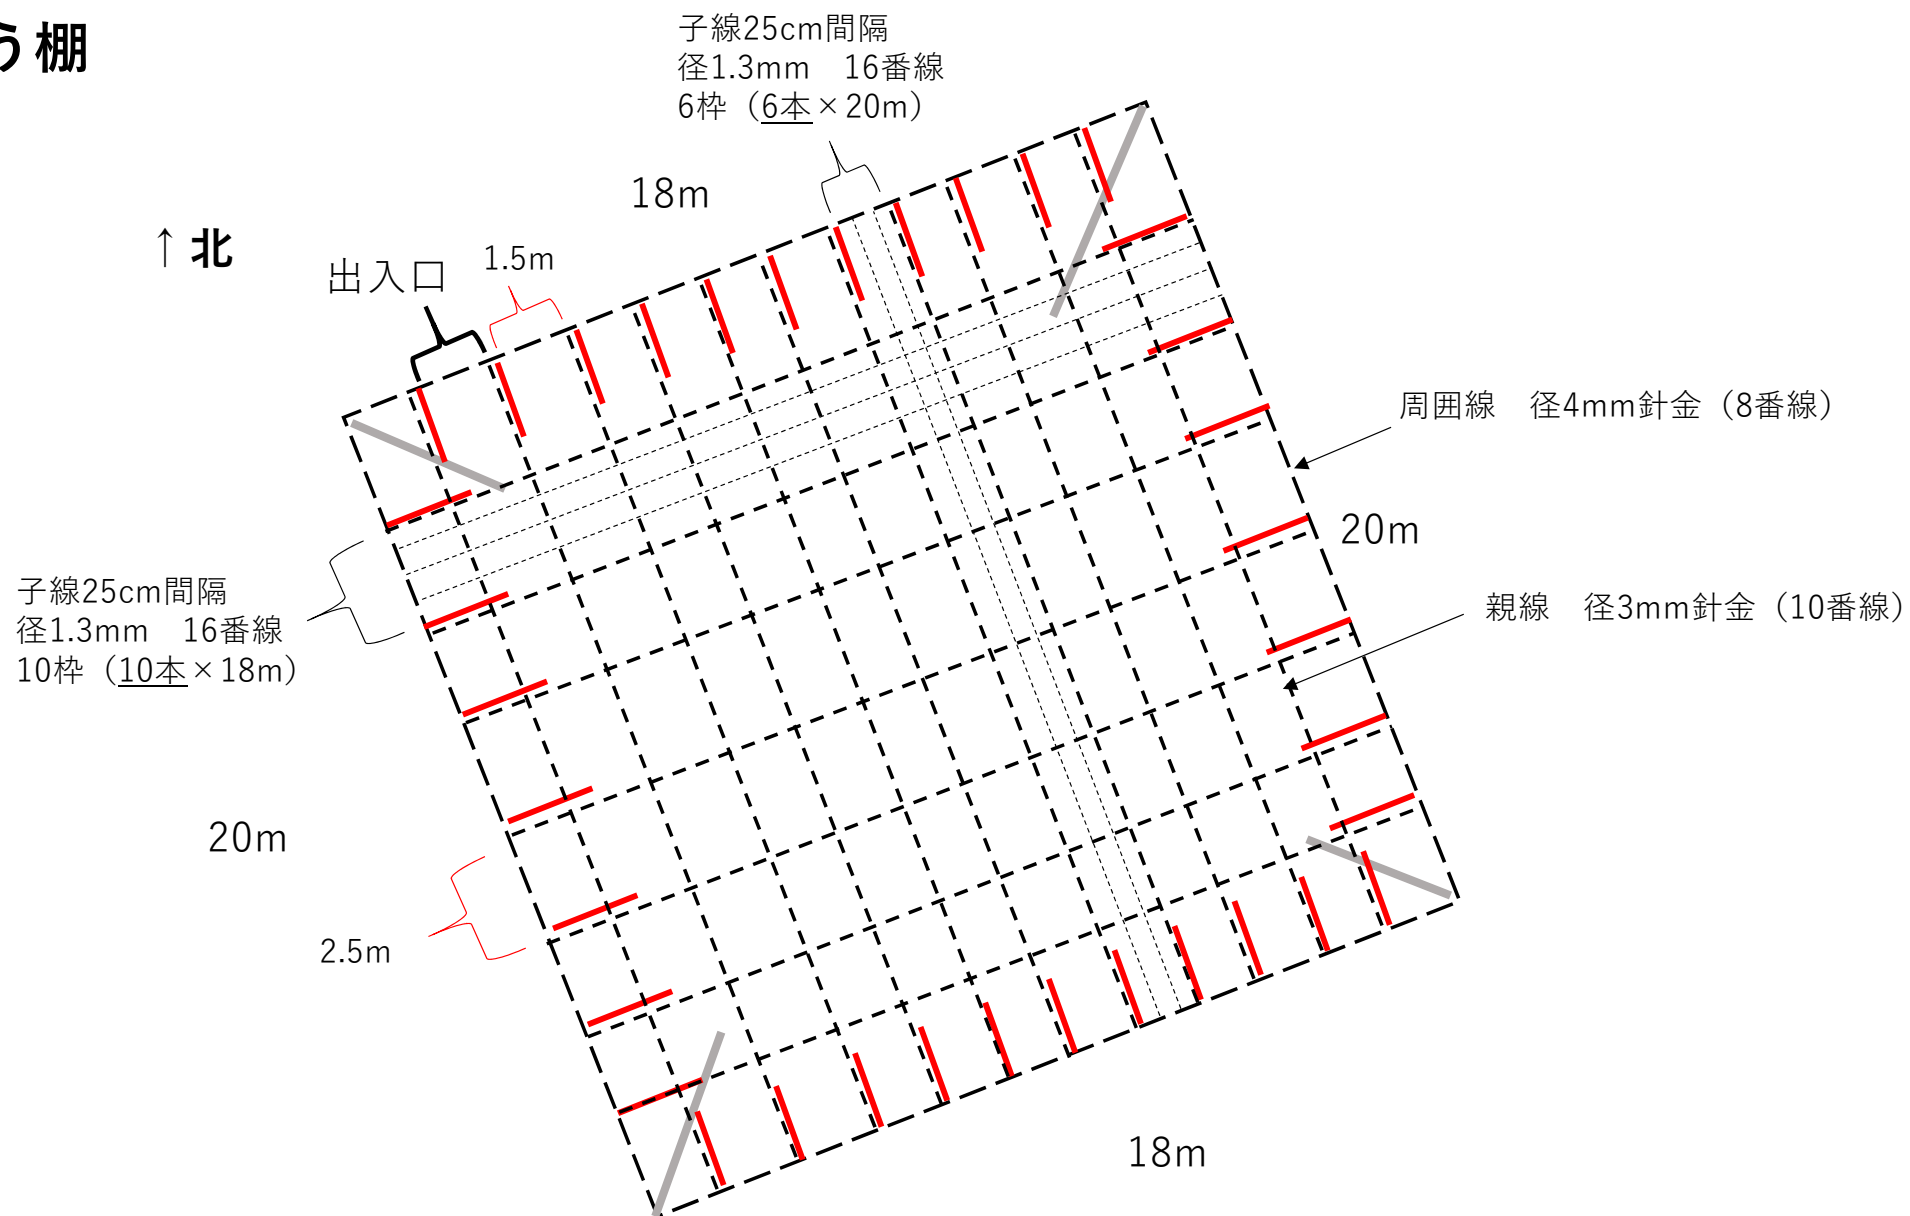 う棚
子線25cm間隔
径1.3mm　16番線
6枠（6本×20m）
18m
↑北
出入口
1.5m
周囲線　径4mm針金（8番線）
20m
子線25cm間隔
径1.3mm　16番線
10枠（10本×18m）
親線　径3mm針金（10番線）
20m
2.5m
18m